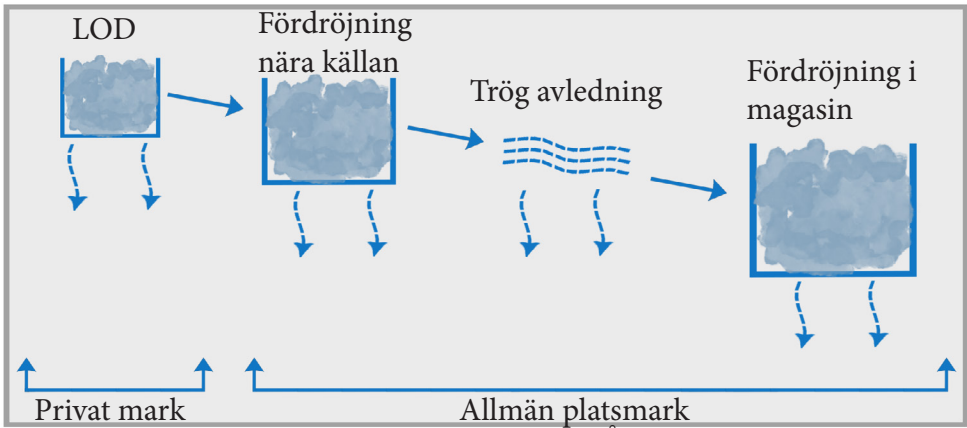 LOD
Fördröjning
nära källan
Trög avledning
Fördröjning i
magasin
Privat mark
Allmän platsmark